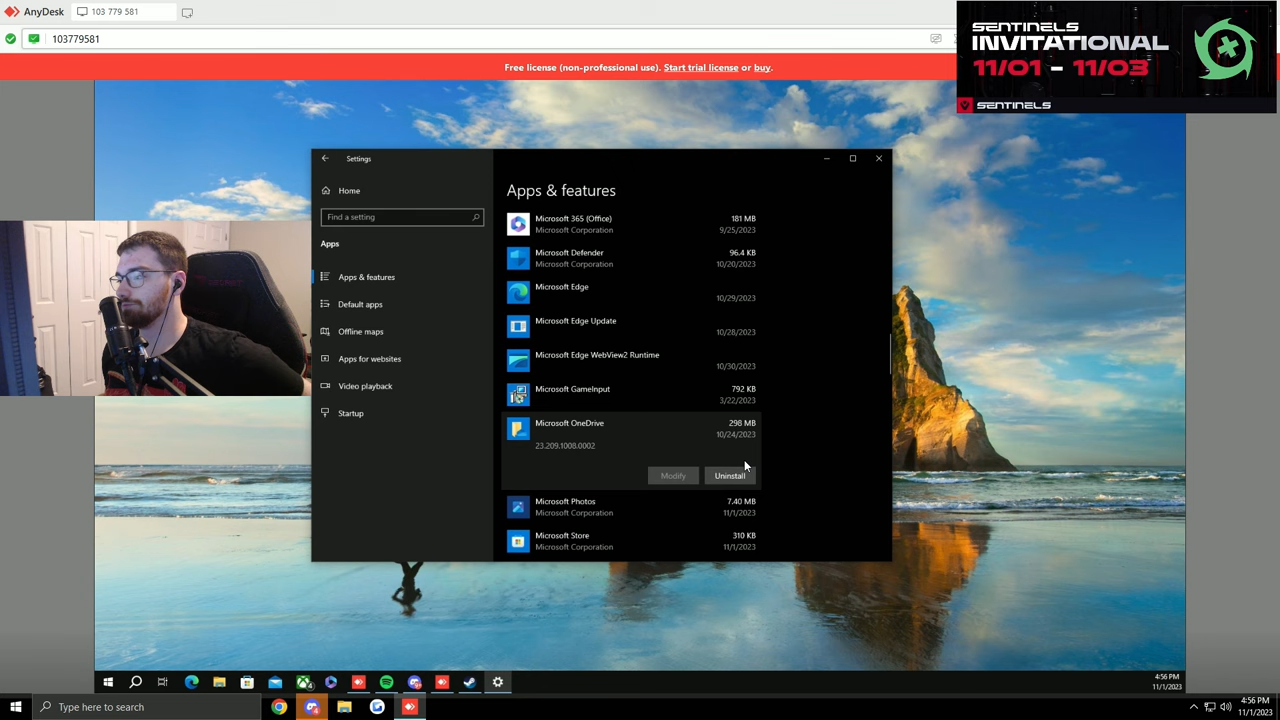 AnyDesk
103 779 581
103779581
Free license (non-professional use). Start trial license or buy.
SENTINELS
INVITATIONAL
11/01 - 11/03
SENTINELS
Settings
Home
Find a setting
Apps
Apps & features
Default apps
Offline maps
Apps for websites
Video playback
Startup
Apps & features
Microsoft 365 (Office) 181 MB
Microsoft Corporation 9/25/2023
Microsoft Defender 96.4 KB
Microsoft Corporation 10/20/2023
Microsoft Edge
10/29/2023
Microsoft Edge Update
10/28/2023
Microsoft Edge WebView2 Runtime
10/30/2023
Microsoft GameInput 792 KB
3/22/2023
Microsoft OneDrive 298 MB
10/24/2023
23.209.1008.0002
Modify Uninstall
Microsoft Photos 7.40 MB
Microsoft Corporation 11/1/2023
Microsoft Store 310 KB
Microsoft Corporation 11/1/2023
4:56 PM
11/1/2023
Type here to search
4:56 PM
11/1/2023